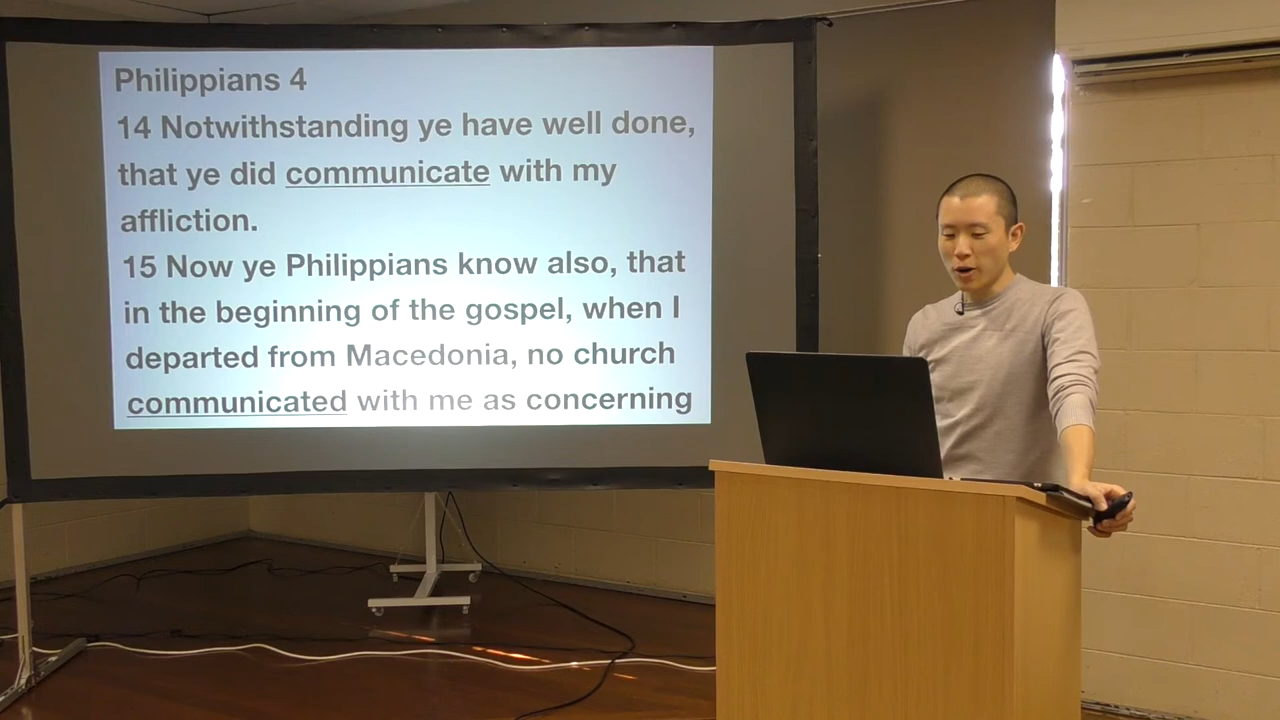 Philippians 4
14 Notwithstanding ye have well done,
that ye did communicate with my
affliction.
15 Now ye Philippians know also, that
in the beginning of the gospel, when I
departed from Macedonia, no church
communicated with me as concerning